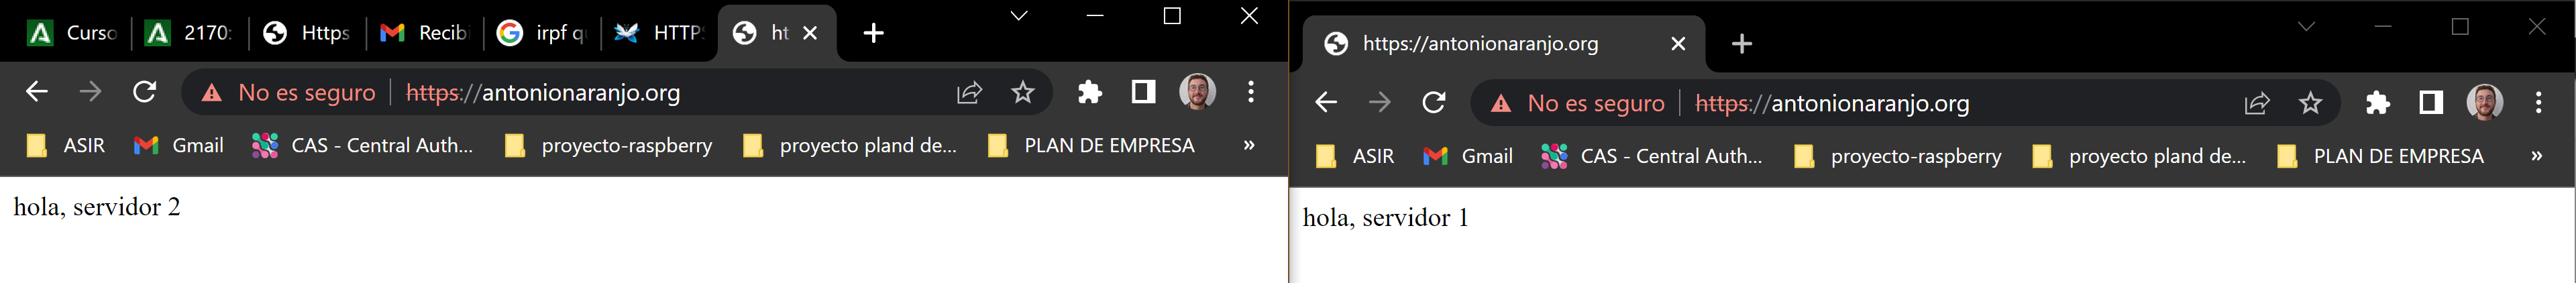 Curso
2170:
Https
Recib
irpf q
HTTP
ht
No es seguro https://antonionaranjo.org
ASIR
Gmail
CAS - Central Auth...
proyecto-raspberry
proyecto pland de...
PLAN DE EMPRESA
»
hola, servidor 2
https://antonionaranjo.org
No es seguro https://antonionaranjo.org
ASIR
Gmail
CAS - Central Auth...
proyecto-raspberry
proyecto pland de...
PLAN DE EMPRESA
»
hola, servidor 1